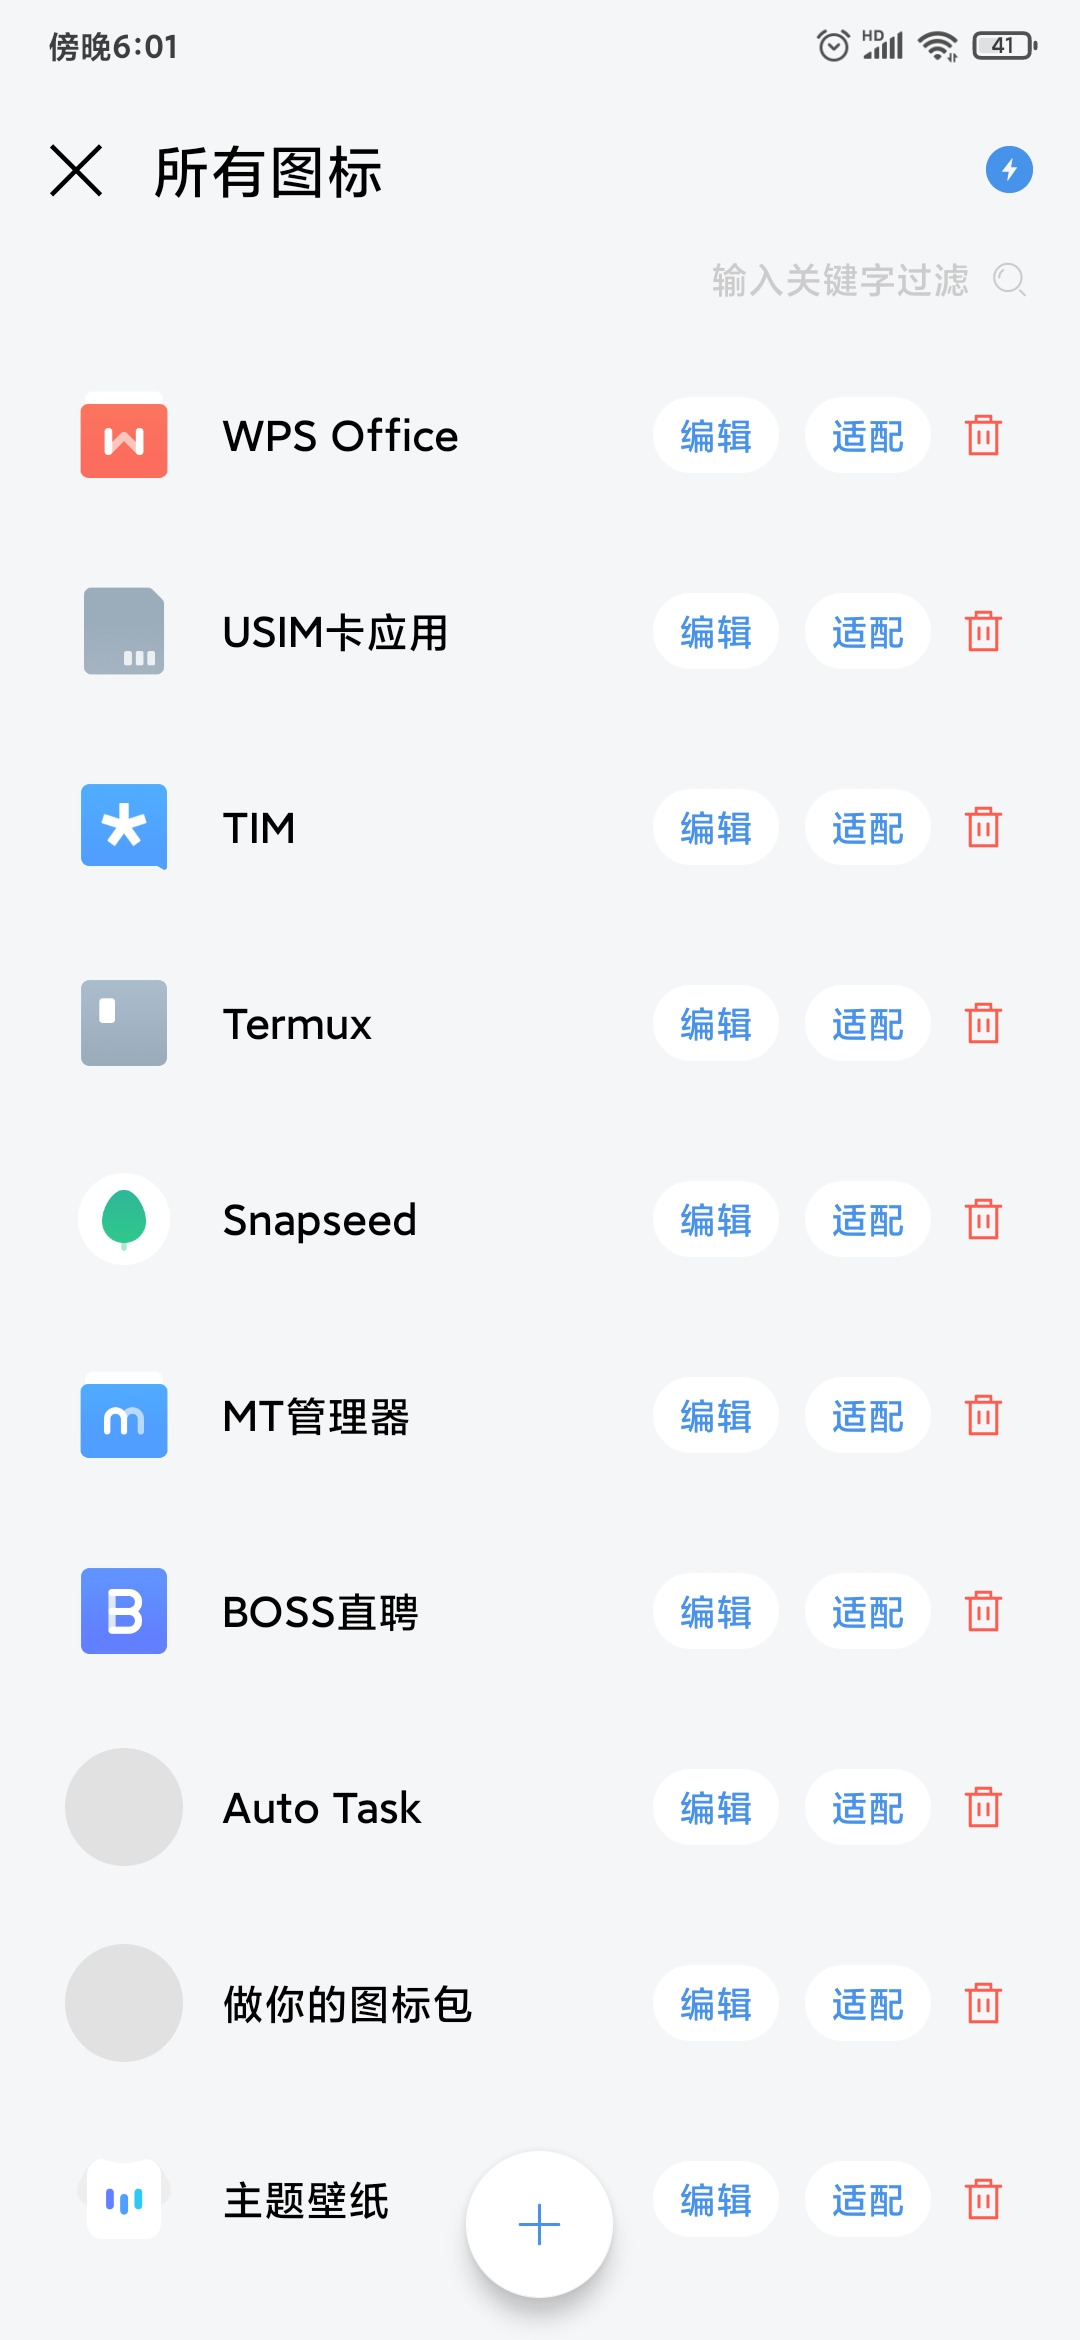 傍晚6:01 HD 41
所有图标
输入关键字过滤
WPS Office 编辑 适配
USIM卡应用 编辑 适配
TIM 编辑 适配
Termux 编辑 适配
Snapseed 编辑 适配
MT管理器 编辑 适配
BOSS直聘 编辑 适配
Auto Task 编辑 适配
做你的图标包 编辑 适配
主题壁纸 编辑 适配